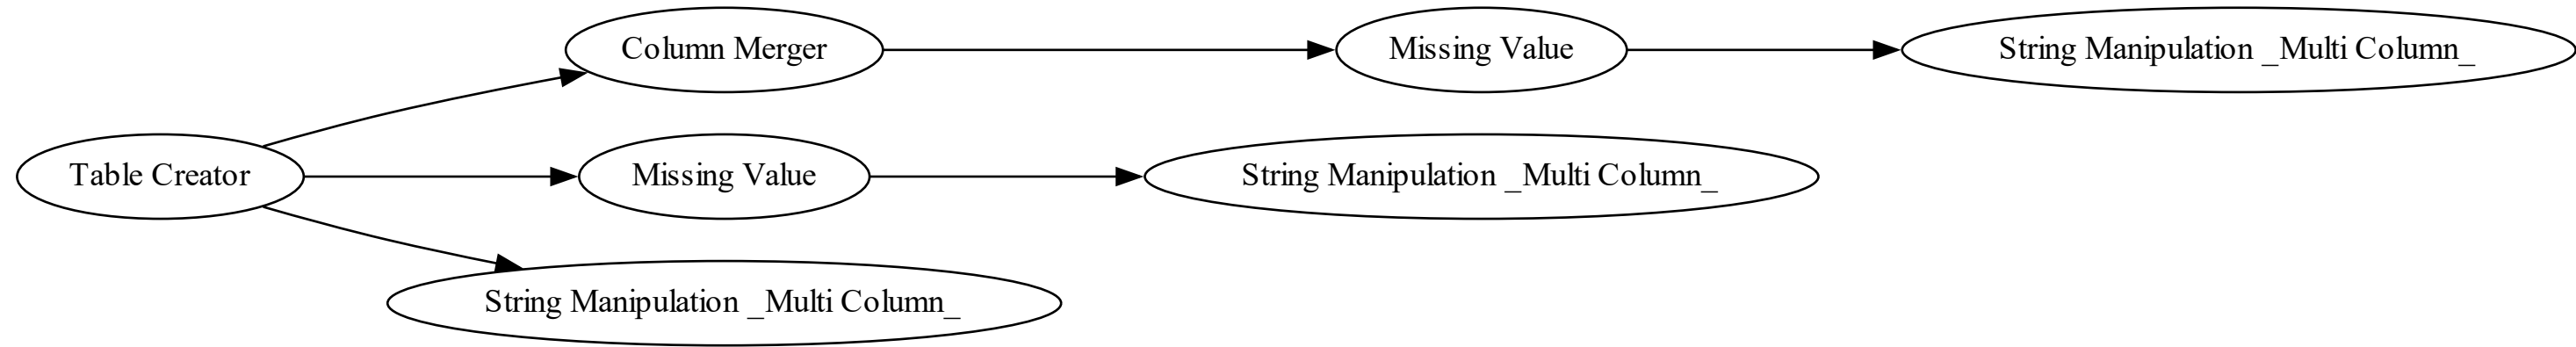 Column Merger
Missing Value
String Manipulation _Multi Column_
Table Creator
Missing Value
String Manipulation _Multi Column_
String Manipulation _Multi Column_